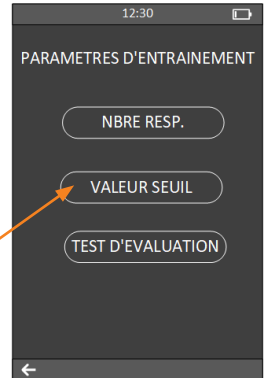 12:30
PARAMETRES D'ENTRAINEMENT
NBRE RESP.
VALEUR SEUIL
TEST D'EVALUATION